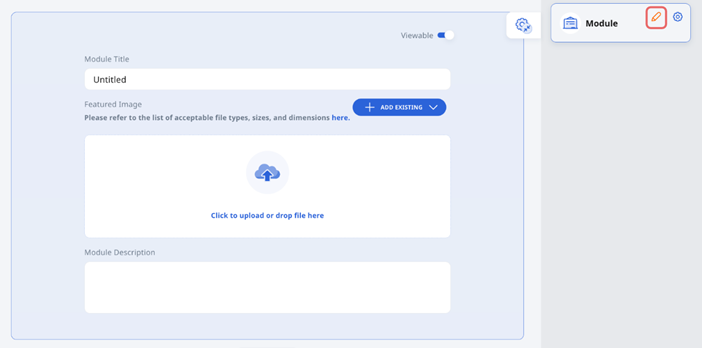 Viewable
Module Title
Untitled
Featured Image
ADD EXISTING
Please refer to the list of acceptable file types, sizes, and dimensions here.
Click to upload or drop file here
Module Description
Module